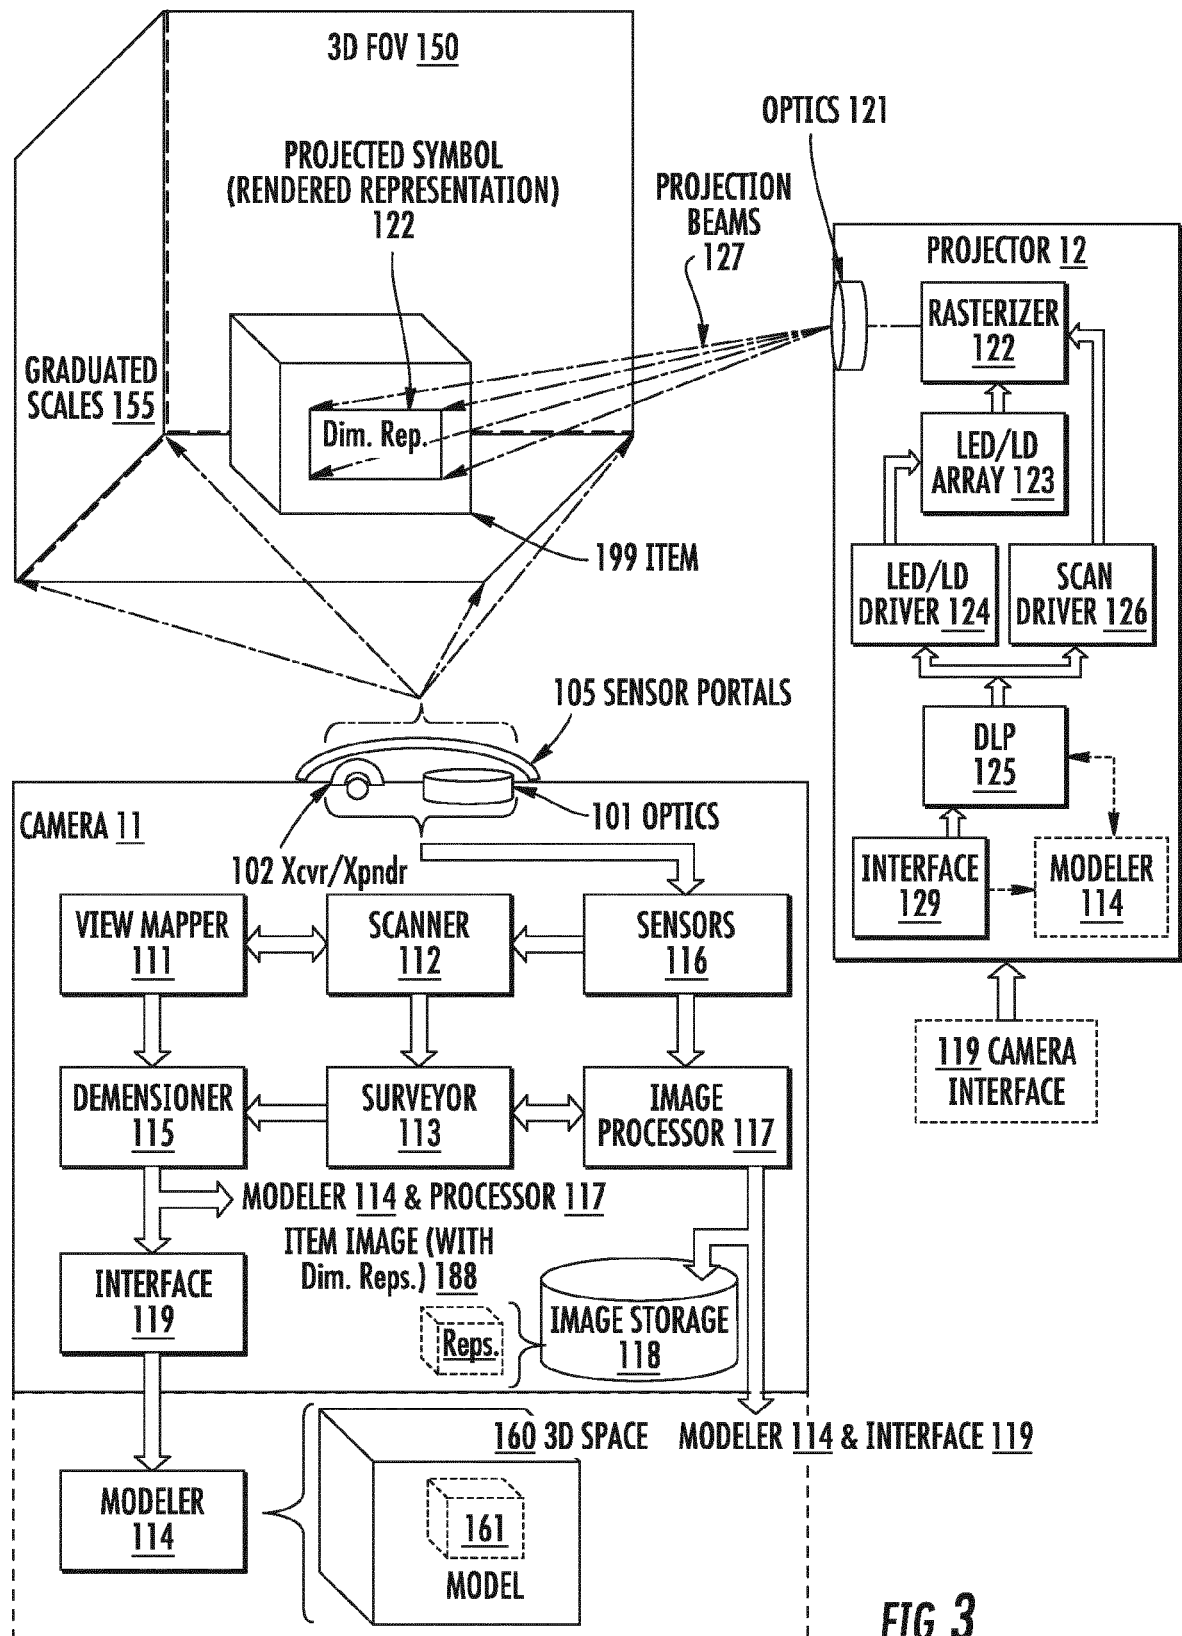 3D FOV 150
OPTICS 121
PROJECTED SYMBOL
(RENDERED REPRESENTATION)
122
PROJECTION
BEAMS
127
PROJECTOR 12
RASTERIZER
122
GRADUATED
SCALES 155
Dim. Rep.
LED/LD
ARRAY 123
199 ITEM
LED/LD
DRIVER 124
SCAN
DRIVER 126
105 SENSOR PORTALS
DLP
125
CAMERA 11
101 OPTICS
102 Xcvr/Xpndr
INTERFACE
129
MODELER
114
VIEW MAPPER
111
SCANNER
112
SENSORS
116
119 CAMERA
INTERFACE
DEMENSIONER
115
SURVEYOR
113
IMAGE
PROCESSOR 117
MODELER 114 & PROCESSOR 117
ITEM IMAGE (WITH
Dim. Reps.) 188
INTERFACE
119
Reps.
IMAGE STORAGE
118
160 3D SPACE
MODELER 114 & INTERFACE 119
MODELER
114
161
MODEL
FIG 3